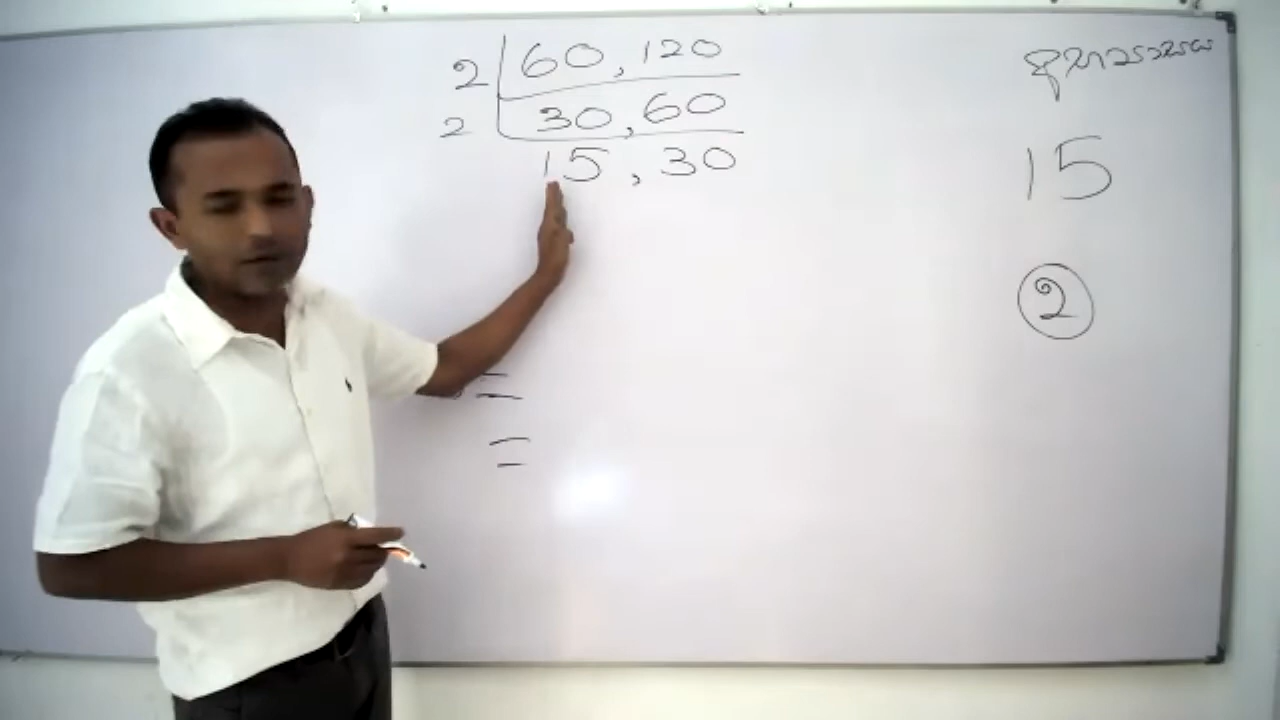 2 | 60, 120
2 | 30, 60
15, 30
=
=
15
2